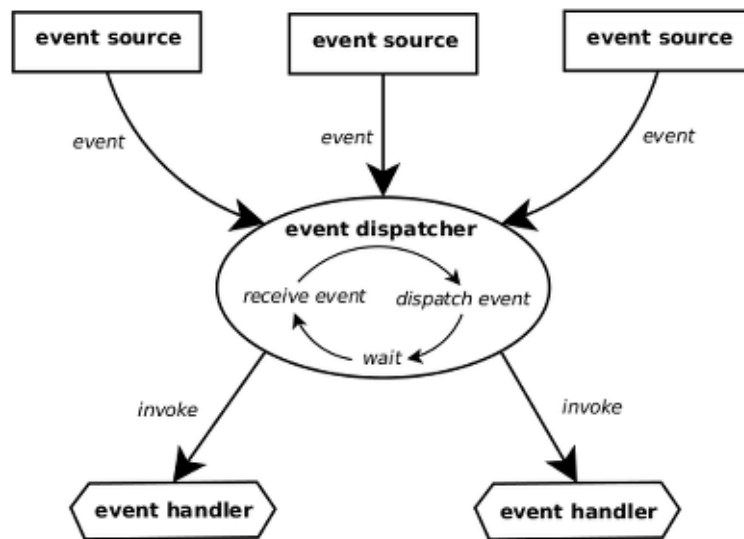 event source
event source
event source
event
event
event
event dispatcher
receive event
dispatch event
wait
invoke
invoke
event handler
event handler